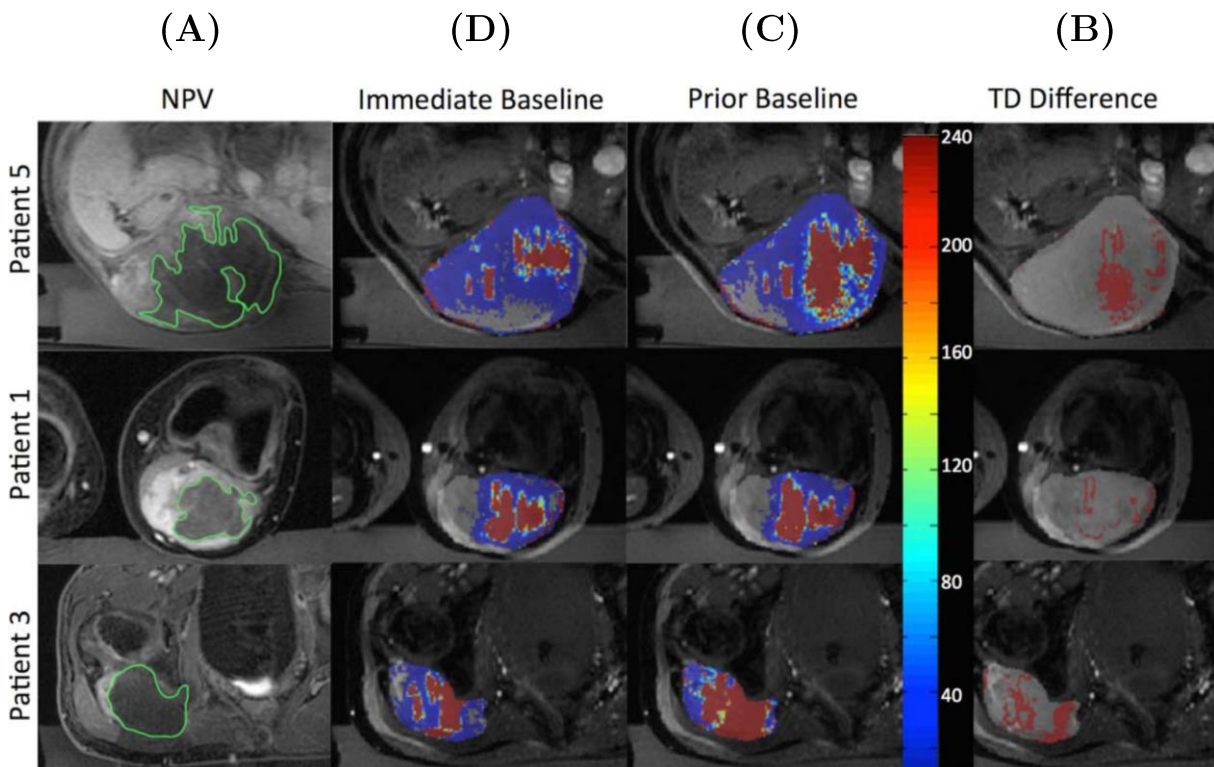 (A) (D) (C) (B)
NPV Immediate Baseline Prior Baseline TD Difference
Patient 5
Patient 1
Patient 3
240
200
160
120
80
40